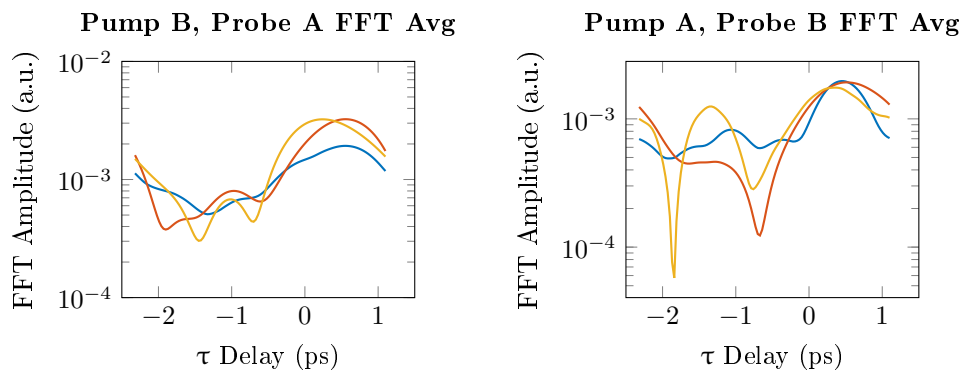 Pump B, Probe A FFT Avg
FFT Amplitude (a.u.)
10−2
10−3
10−4
−2 −1 0 1
τ Delay (ps)
Pump A, Probe B FFT Avg
FFT Amplitude (a.u.)
10−3
10−4
−2 −1 0 1
τ Delay (ps)